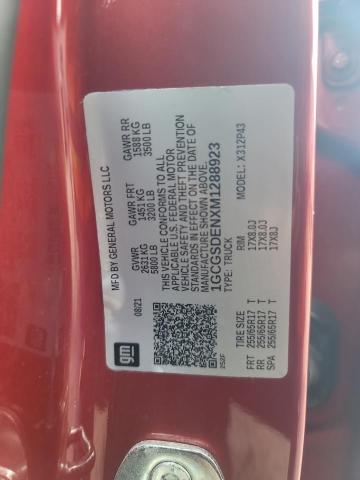 MFD BY GENERAL MOTORS LLC
08/21
GVWR GAWR FRT GAWR RR
2631 KG 1451 KG 1588 KG
5800 LB 3200 LB 3500 LB
THIS VEHICLE CONFORMS TO ALL
APPLICABLE U.S. FEDERAL MOTOR
VEHICLE SAFETY AND THEFT PREVENTION
STANDARDS IN EFFECT ON THE DATE OF
MANUFACTURE SHOWN ABOVE.
1GCGSDENXM1288923
TYPE: TRUCK MODEL: X312P43
TIRE SIZE RIM
FRT 255/65R17 T 17X8.0J
RR 255/65R17 T 17X8.0J
SPA 255/65R17 T 17X8J
gm